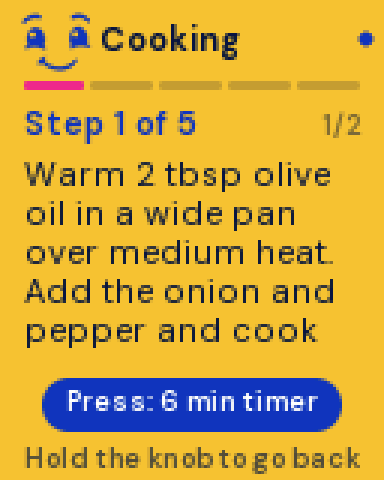 Cooking
Step 1 of 5
1/2
Warm 2 tbsp olive
oil in a wide pan
over medium heat.
Add the onion and
pepper and cook
Press: 6 min timer
Hold the knob to go back